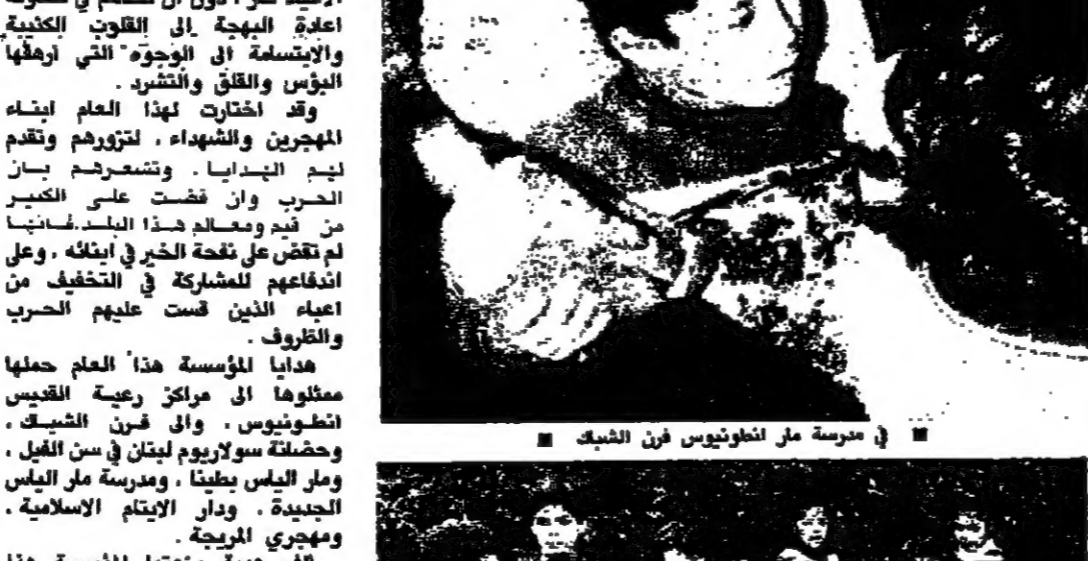 اعادة البهجة إلى القلوب الكئيبة
والابتسامة الى الوجوه التي ارهقها
البؤس والقلق والتشرد .
وقد اختارت لهذا العام ابناء
المهجرين والشهداء ، لتزورهم وتقدم
لهم الهدايا . وتشعرهم بان
الحرب وان قضت على الكثير
من قيم ومعالم هذا البلد . فانها
لم تقض على نفحة الخير في ابنائه ، وعلى
اندفاعهم للمشاركة في التخفيف من
اعباء الذين قست عليهم الحرب
والظروف .
هدايا المؤسسة هذا العام حملها
ممثلوها الى مراكز رعية القديس
انطونيوس ، والى فرن الشباك ،
وحضانة سولاريوم لبنان في سن الفيل ،
ومار الياس بطينا ، ومدرسة مار الياس
الجديدة . ودار الايتام الاسلامية .
ومهجري المريجة .
في مدرسة مار انطونيوس فرن الشباك